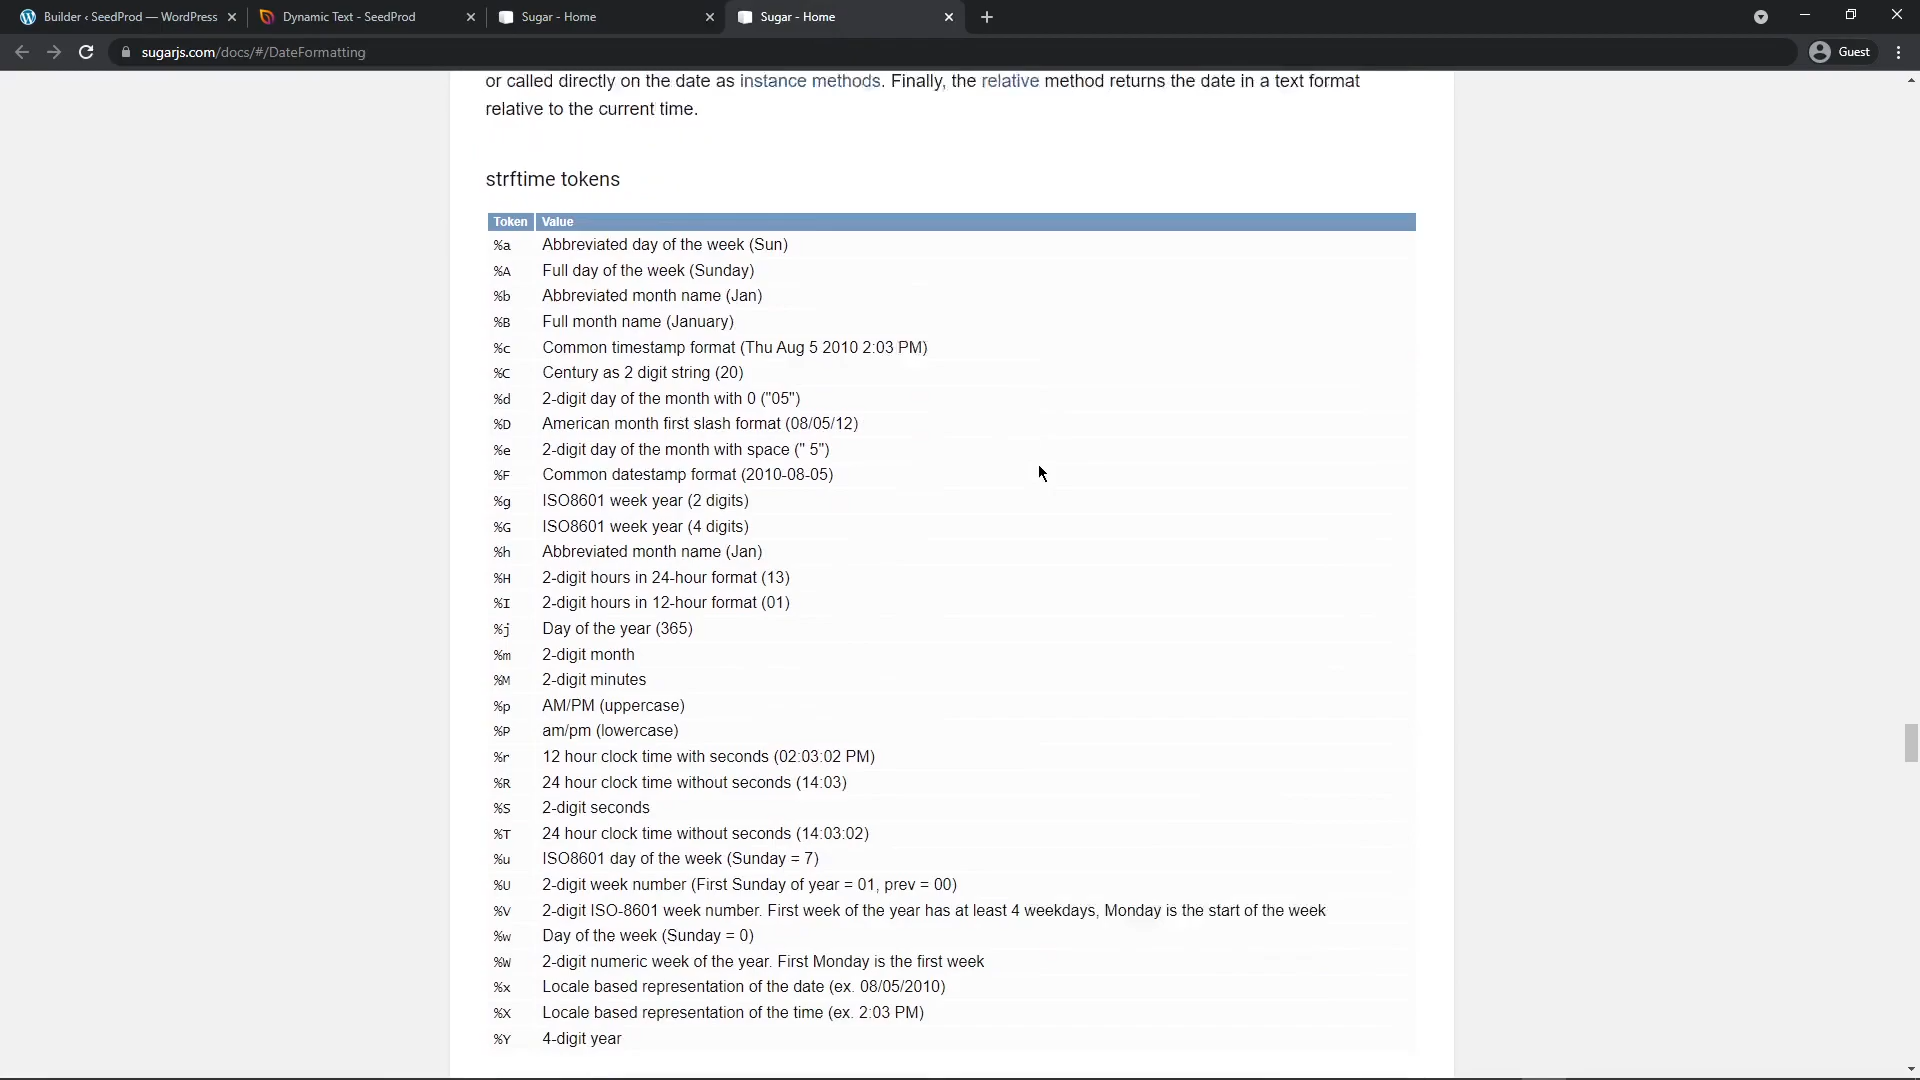 Builder ‹ SeedProd — WordPress
Dynamic Text - SeedProd
Sugar - Home
Sugar - Home
sugarjs.com/docs/#/DateFormatting
Guest
or called directly on the date as instance methods. Finally, the relative method returns the date in a text format
relative to the current time.
strftime tokens
Token Value
%a Abbreviated day of the week (Sun)
%A Full day of the week (Sunday)
%b Abbreviated month name (Jan)
%B Full month name (January)
%c Common timestamp format (Thu Aug 5 2010 2:03 PM)
%C Century as 2 digit string (20)
%d 2-digit day of the month with 0 ("05")
%D American month first slash format (08/05/12)
%e 2-digit day of the month with space (" 5")
%F Common datestamp format (2010-08-05)
%g ISO8601 week year (2 digits)
%G ISO8601 week year (4 digits)
%h Abbreviated month name (Jan)
%H 2-digit hours in 24-hour format (13)
%I 2-digit hours in 12-hour format (01)
%j Day of the year (365)
%m 2-digit month
%M 2-digit minutes
%p AM/PM (uppercase)
%P am/pm (lowercase)
%r 12 hour clock time with seconds (02:03:02 PM)
%R 24 hour clock time without seconds (14:03)
%S 2-digit seconds
%T 24 hour clock time without seconds (14:03:02)
%u ISO8601 day of the week (Sunday = 7)
%U 2-digit week number (First Sunday of year = 01, prev = 00)
%V 2-digit ISO-8601 week number. First week of the year has at least 4 weekdays, Monday is the start of the week
%w Day of the week (Sunday = 0)
%W 2-digit numeric week of the year. First Monday is the first week
%x Locale based representation of the date (ex. 08/05/2010)
%X Locale based representation of the time (ex. 2:03 PM)
%Y 4-digit year